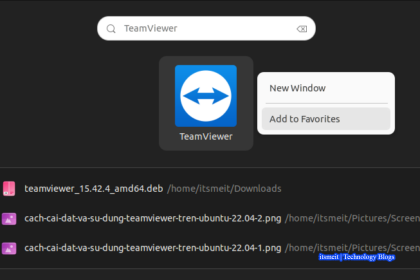 TeamViewer
New Window
Add to Favorites
TeamViewer
teamviewer_15.42.4_amd64.deb /home/itsmeit/Downloads
cach-cai-dat-va-su-dung-teamviewer-tren-ubuntu-22.04-2.png /home/itsmeit/Pictures/Screen
cach-cai-dat-va-su-dung-teamviewer-tren-ubuntu-22.04-1.png /home/itsmeit/Pictures/Screen
itsmeit | Technology Blogs